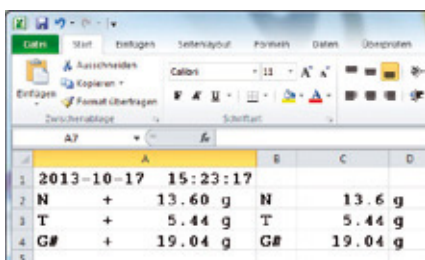 Datei Start Einfügen Seitenlayout Formeln Daten Überprüfen
Ausschneiden
Kopieren
Format übertragen
Einfügen
Calibri 11
F K U A
Zwischenablage Schriftart
A7 fx
A B C D
1 2013-10-17 15:23:17
2 N + 13.60 g N 13.6 g
3 T + 5.44 g T 5.44 g
4 G# + 19.04 g G# 19.04 g
5